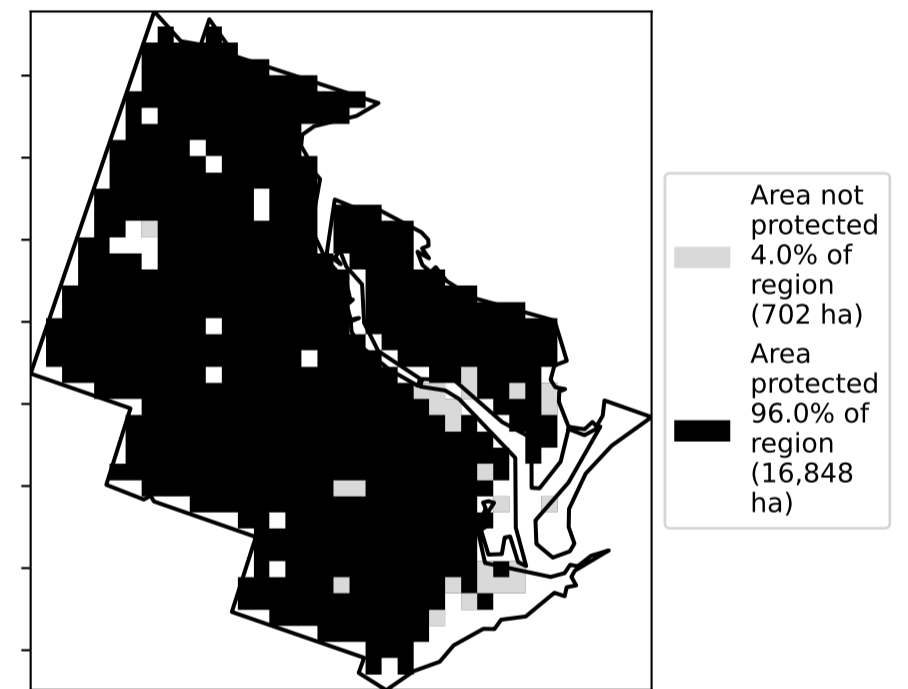 Area not
protected
4.0% of
region
(702 ha)
Area
protected
96.0% of
region
(16,848
ha)